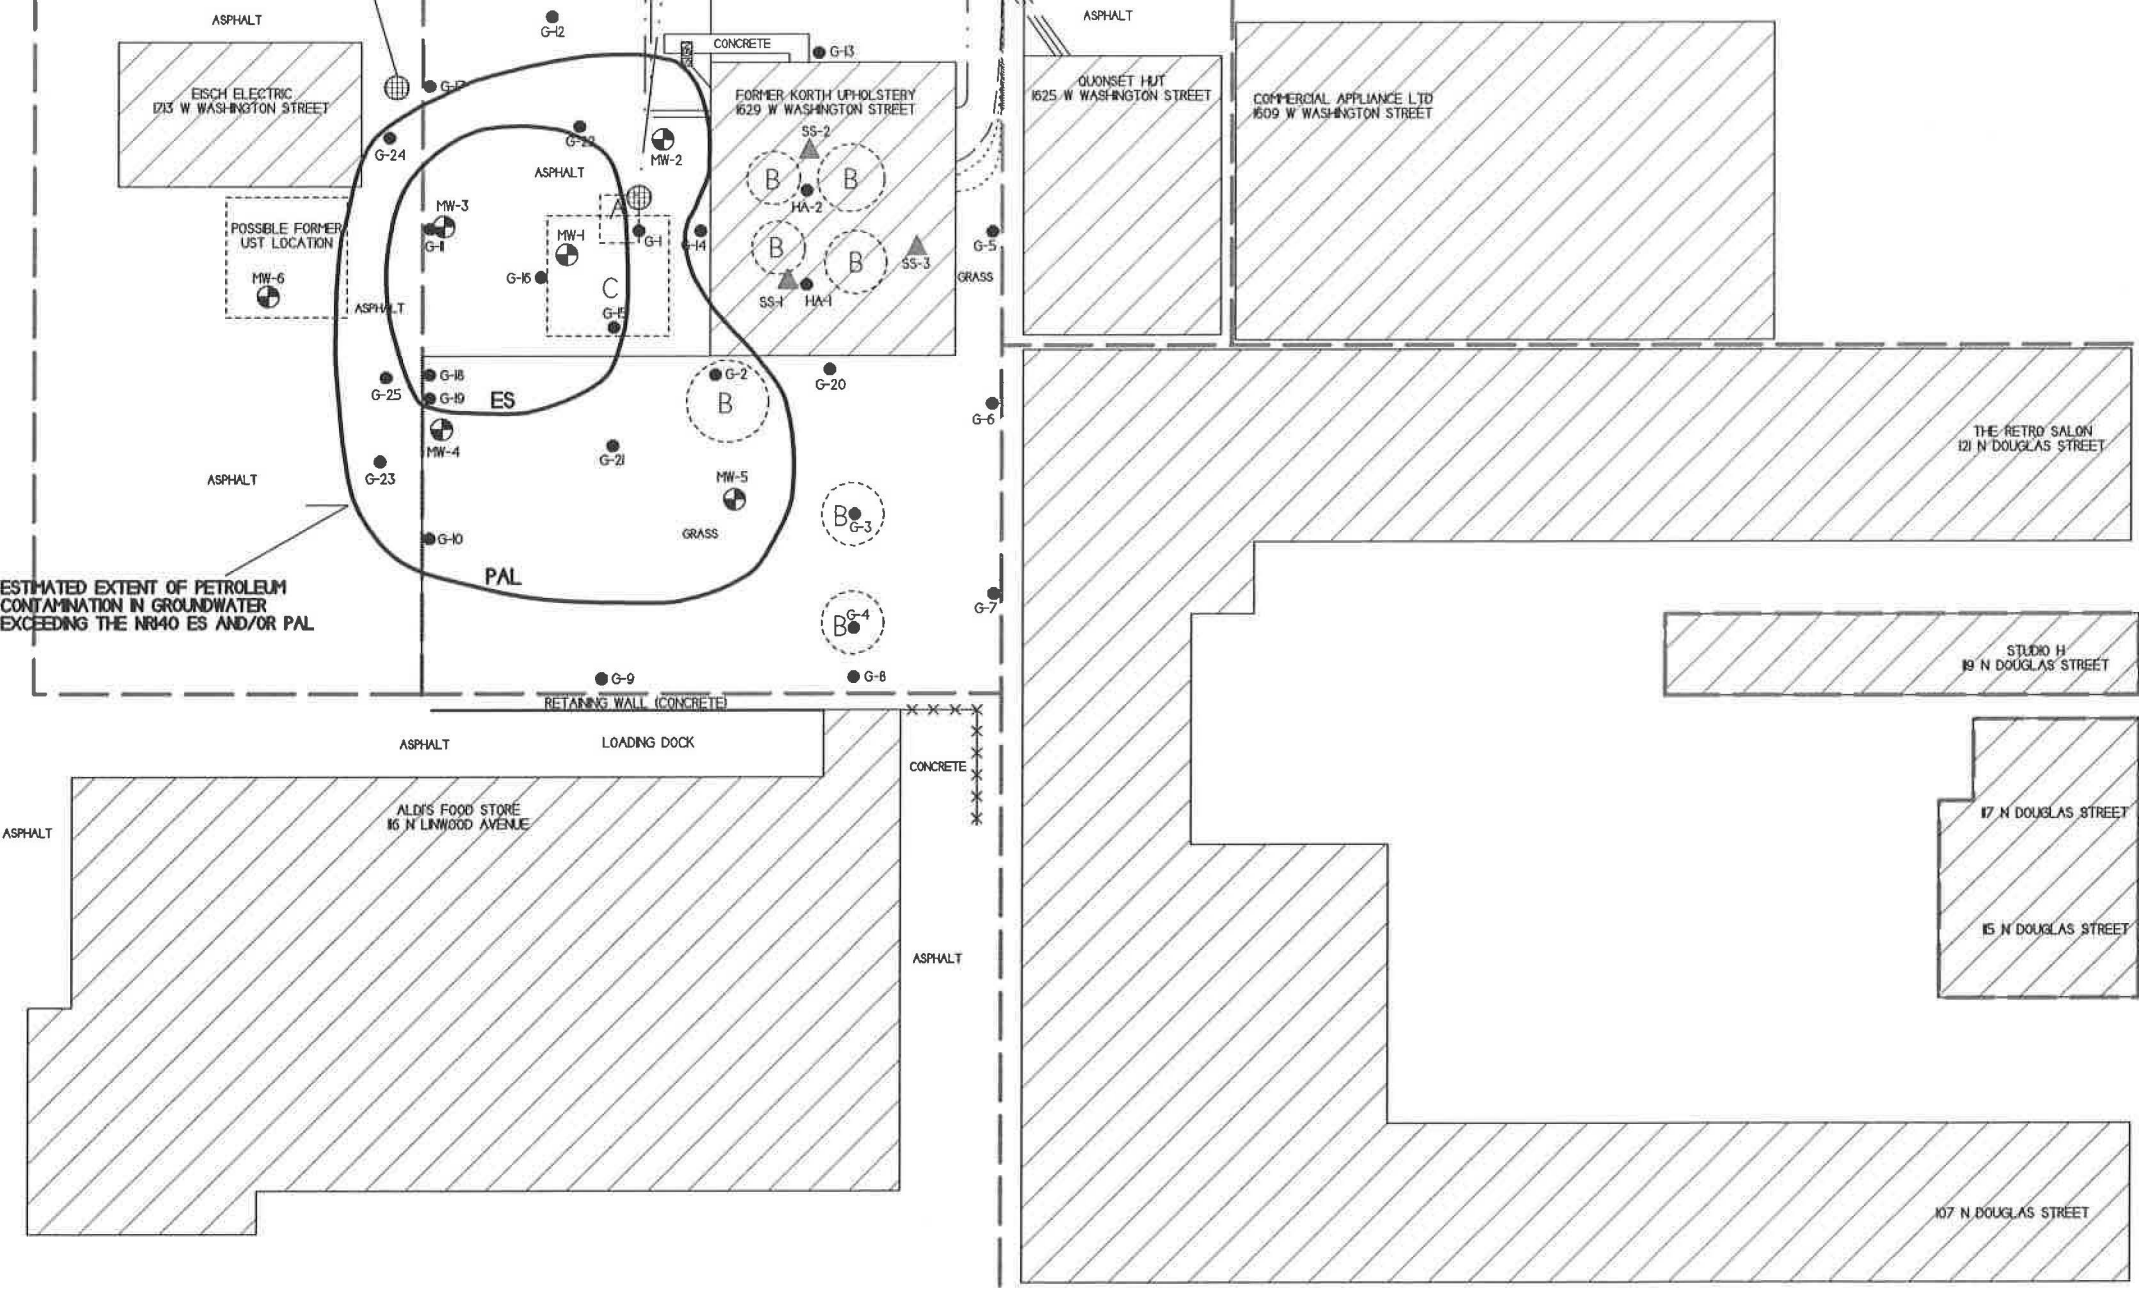 ASPHALT
G-12
ASPHALT
CONCRETE
G-13
EISCH ELECTRIC
1713 W WASHINGTON STREET
G-17
FORMER KORTH UPHOLSTERY
1629 W WASHINGTON STREET
QUONSET HUT
1625 W WASHINGTON STREET
COMMERCIAL APPLIANCE LTD
1609 W WASHINGTON STREET
G-24
G-22
MW-2
SS-2
ASPHALT
B
B
HA-2
A
MW-3
G-11
MW-1
G-1
G-14
B
B
SS-3
G-5
POSSIBLE FORMER
UST LOCATION
MW-6
G-16
C
SS-1
HA-1
GRASS
ASPHALT
G-15
G-18
G-25
G-19
ES
G-2
B
G-20
G-6
MW-4
G-21
G-23
ASPHALT
MW-5
THE RETRO SALON
121 N DOUGLAS STREET
B
G-3
GRASS
G-10
PAL
ESTIMATED EXTENT OF PETROLEUM
CONTAMINATION IN GROUNDWATER
EXCEEDING THE NR140 ES AND/OR PAL
G-7
G-4
B
STUDIO H
119 N DOUGLAS STREET
G-9
G-8
RETAINING WALL (CONCRETE)
ASPHALT
LOADING DOCK
CONCRETE
ALDI'S FOOD STORE
116 N LINWOOD AVENUE
ASPHALT
117 N DOUGLAS STREET
115 N DOUGLAS STREET
ASPHALT
107 N DOUGLAS STREET